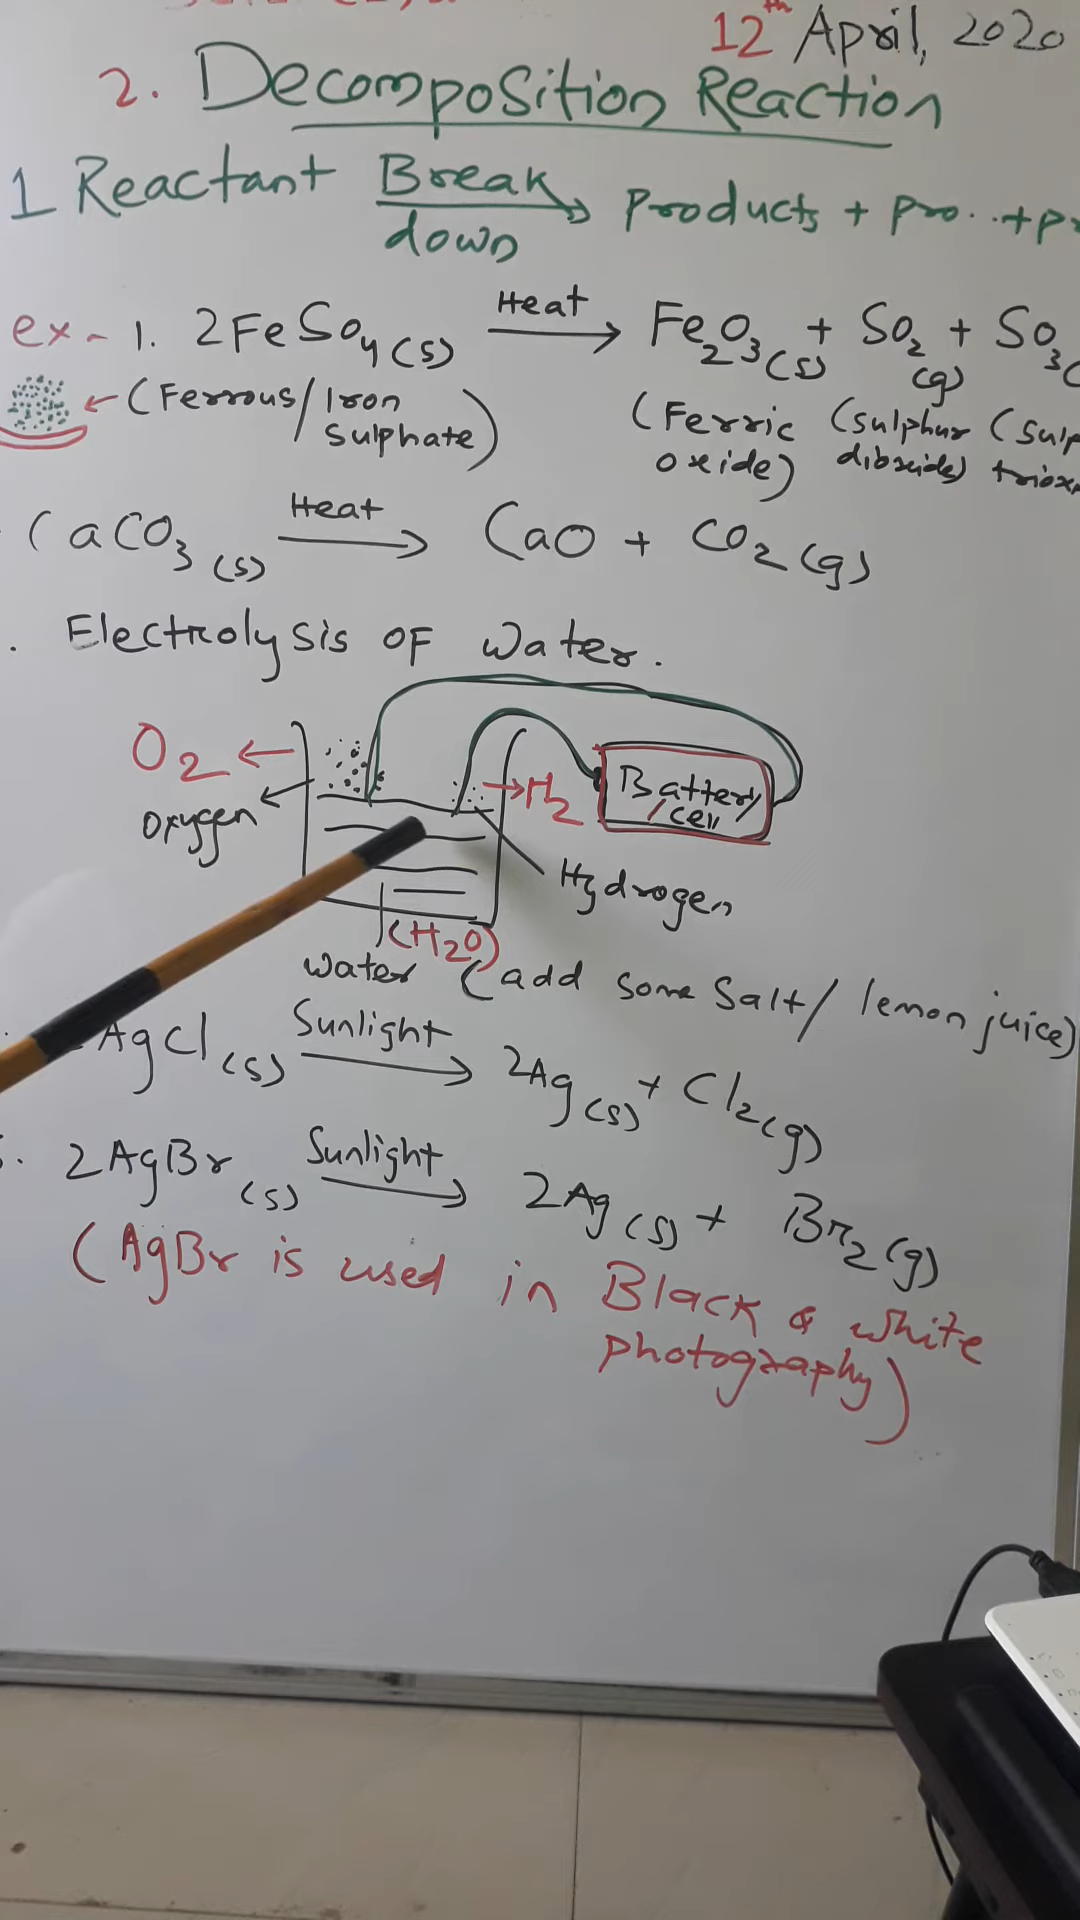 12th April, 2020
2. Decomposition Reaction
1 Reactant Break down → products + pro.. + pr
ex - 1. 2FeSO4(s) Heat → Fe2O3(s) + SO2(g) + SO3(
← (Ferrous/Iron sulphate)
(Ferric oxide) (sulphur dioxide) (sulp triox
CaCO3(s) Heat → CaO + CO2(g)
. Electrolysis OF water.
O2 ←
oxygen
→ H2
Battery/cell
Hydrogen
(H2O)
water (add some salt/lemon juice)
AgCl(s) Sunlight → 2Ag(s) + Cl2(g)
. 2AgBr(s) Sunlight → 2Ag(s) + Br2(g)
(AgBr is used in Black & white
photography)